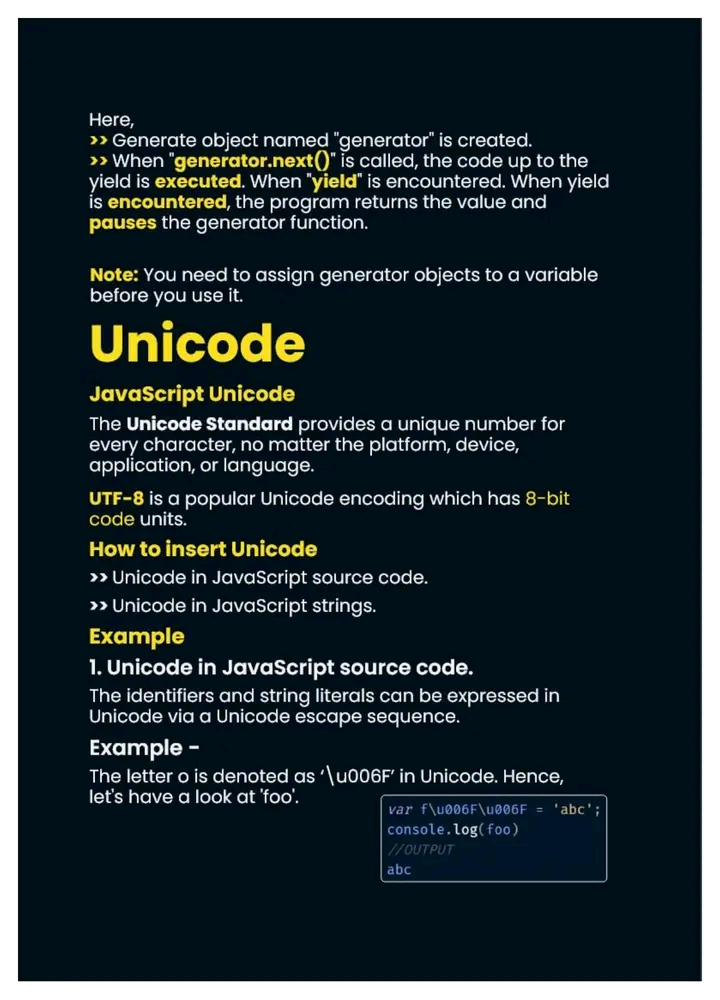 Here,
>> Generate object named "generator" is created.
>> When "generator.next()" is called, the code up to the
yield is executed. When "yield" is encountered. When yield
is encountered, the program returns the value and
pauses the generator function.
Note: You need to assign generator objects to a variable
before you use it.
Unicode
JavaScript Unicode
The Unicode Standard provides a unique number for
every character, no matter the platform, device,
application, or language.
UTF-8 is a popular Unicode encoding which has 8-bit
code units.
How to insert Unicode
>> Unicode in JavaScript source code.
>> Unicode in JavaScript strings.
Example
1. Unicode in JavaScript source code.
The identifiers and string literals can be expressed in
Unicode via a Unicode escape sequence.
Example -
The letter o is denoted as ‘\u006F’ in Unicode. Hence,
let's have a look at 'foo'.
var f\u006F\u006F = 'abc';
console.log(foo)
//OUTPUT
abc